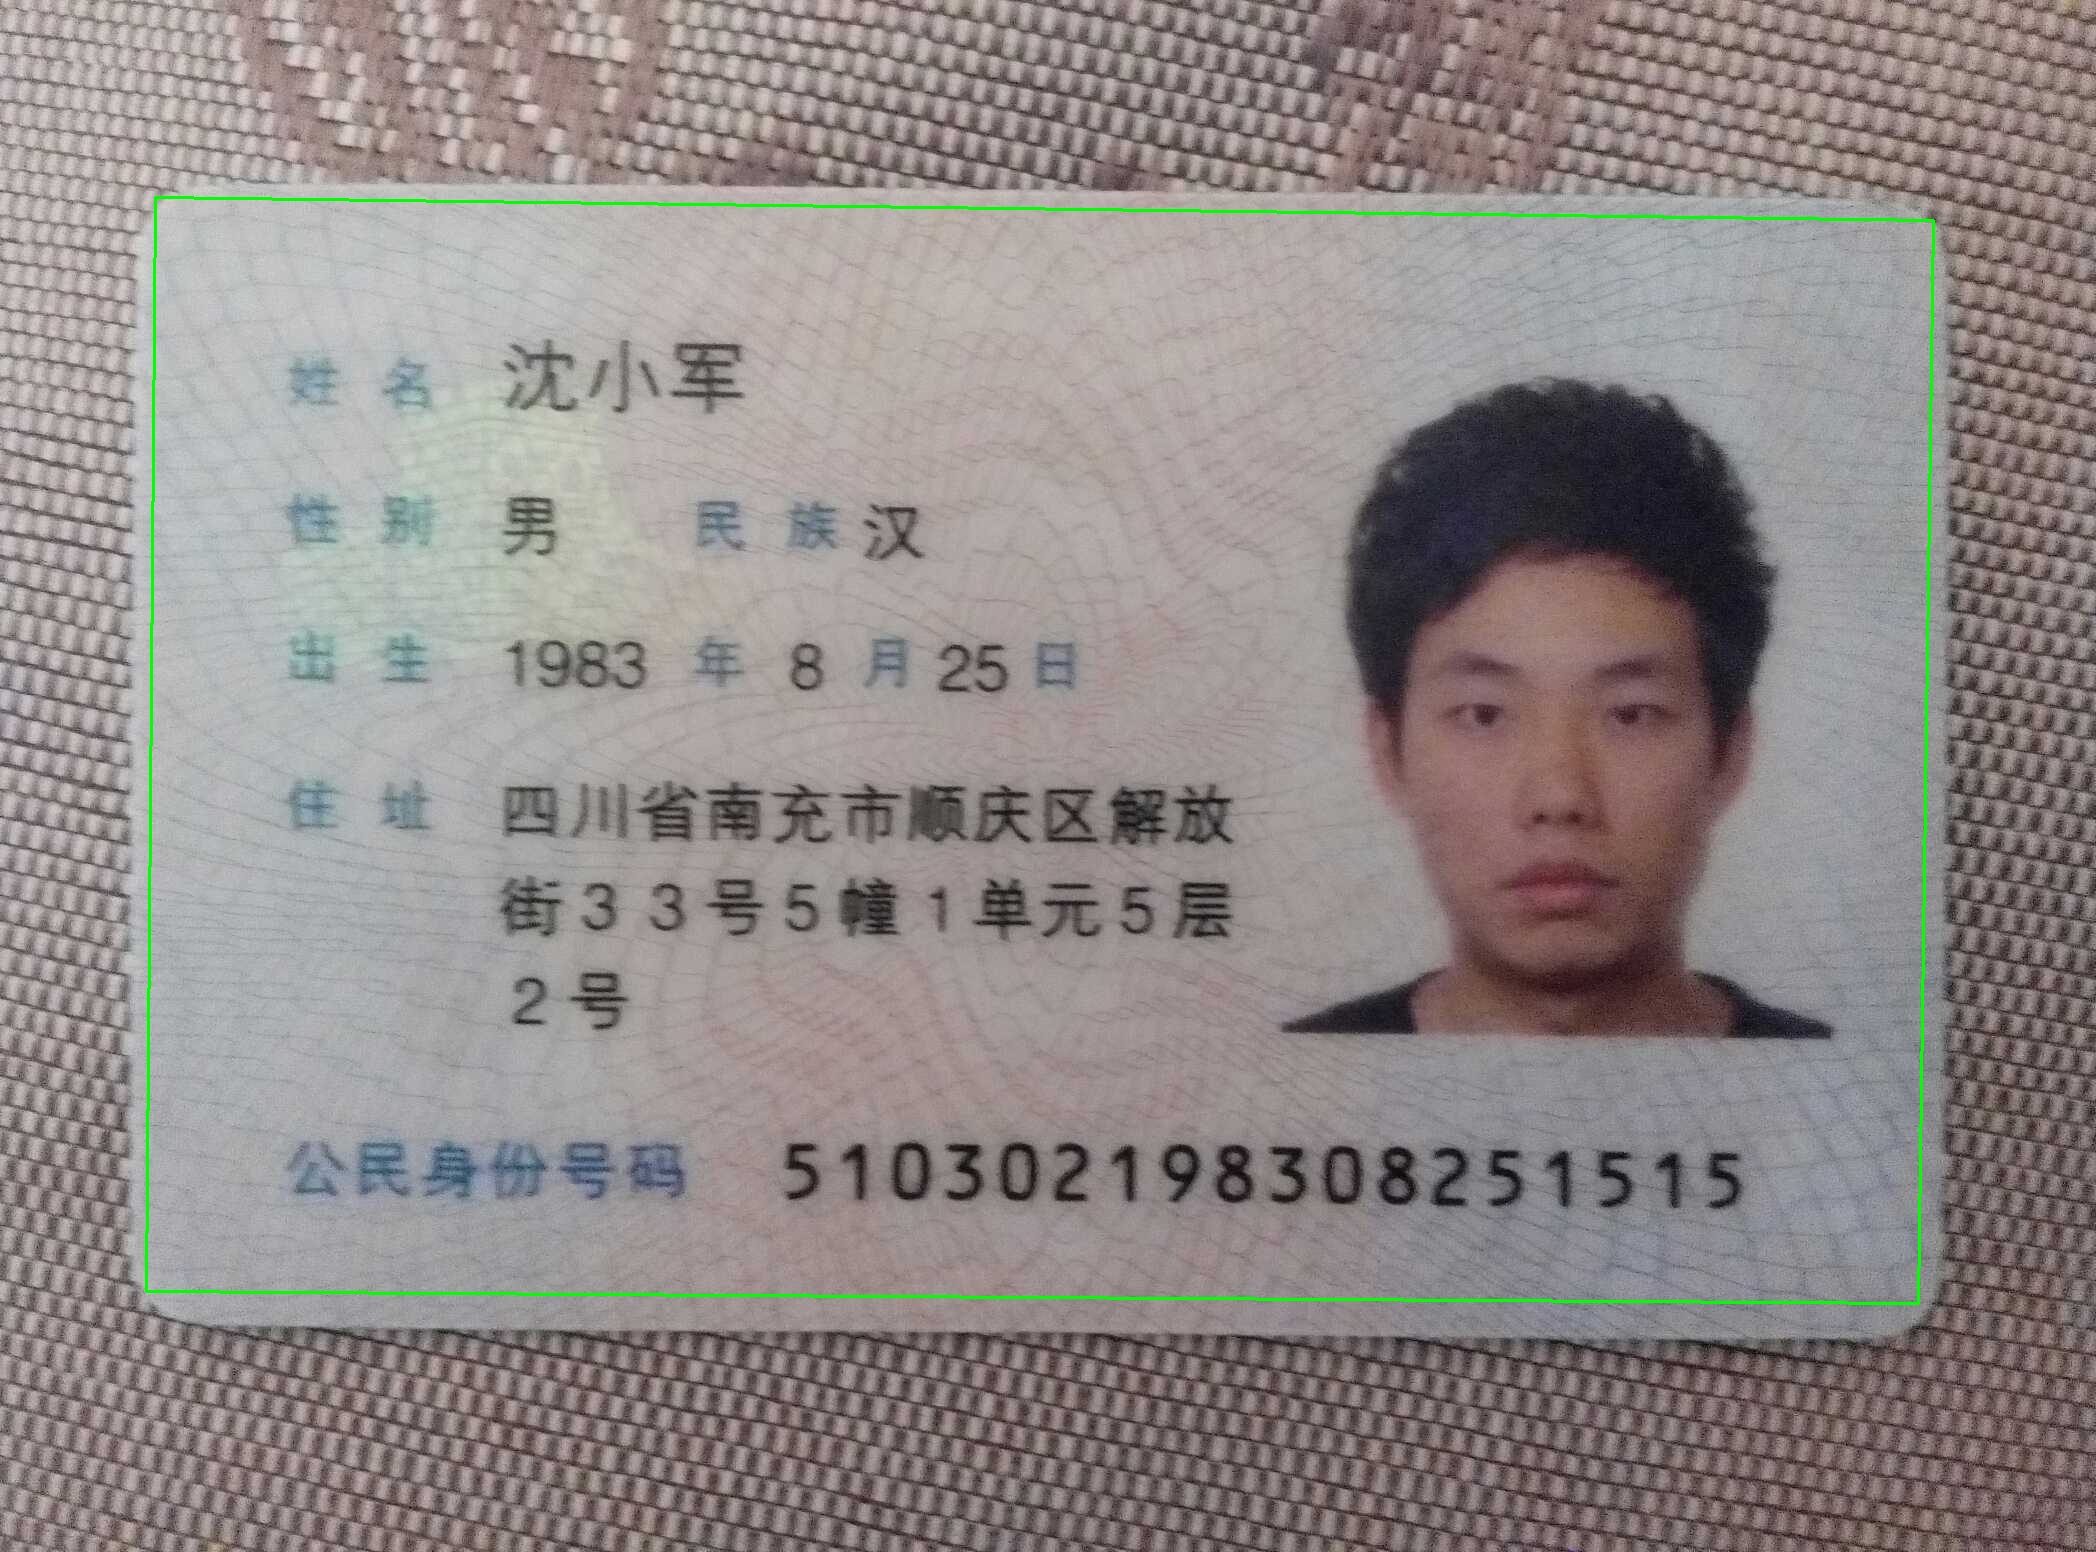 姓名 沈小军
性别 男 民族 汉
出生 1983 年 8 月 25 日
住址 四川省南充市顺庆区解放
街33号5幢1单元5层
2号
公民身份号码 510302198308251515